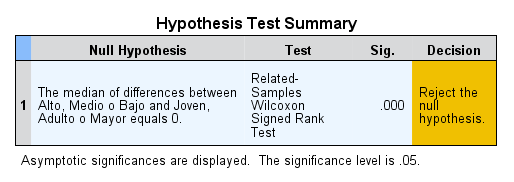 Hypothesis Test Summary
Null Hypothesis Test Sig. Decision
1 The median of differences between Alto, Medio o Bajo and Joven, Adulto o Mayor equals 0. Related-Samples Wilcoxon Signed Rank Test .000 Reject the null hypothesis.
Asymptotic significances are displayed. The significance level is .05.